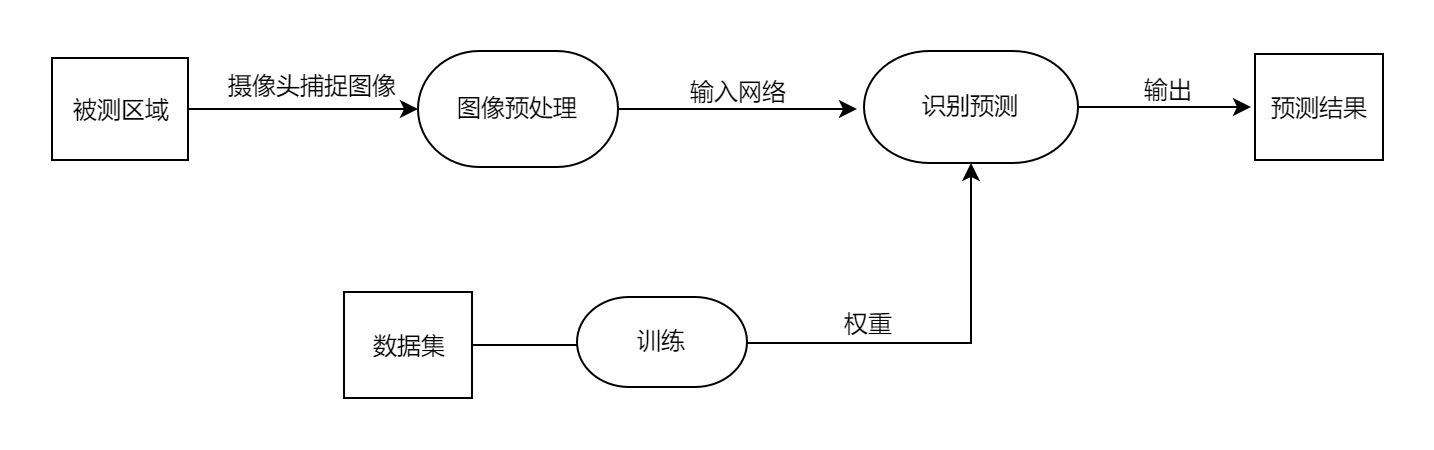 被测区域
摄像头捕捉图像
图像预处理
输入网络
识别预测
输出
预测结果
数据集
训练
权重